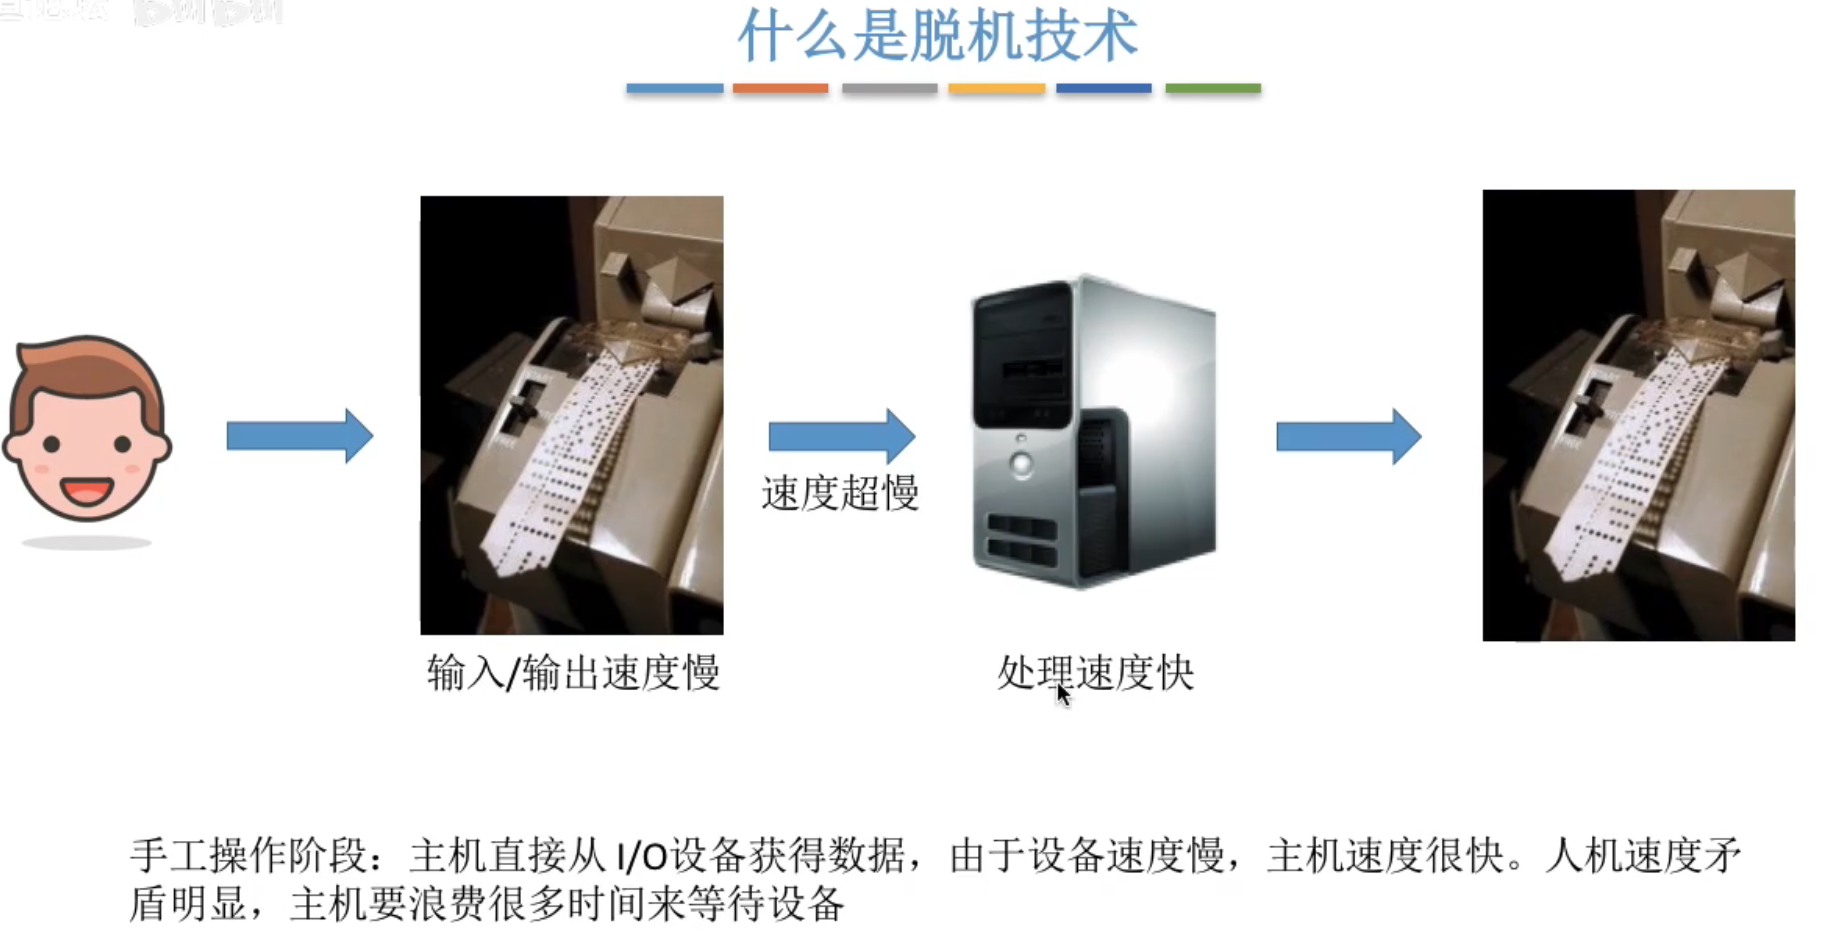 什么是脱机技术
速度超慢
输入/输出速度慢
处理速度快
手工操作阶段：主机直接从 I/O设备获得数据，由于设备速度慢，主机速度很快。人机速度矛
盾明显，主机要浪费很多时间来等待设备